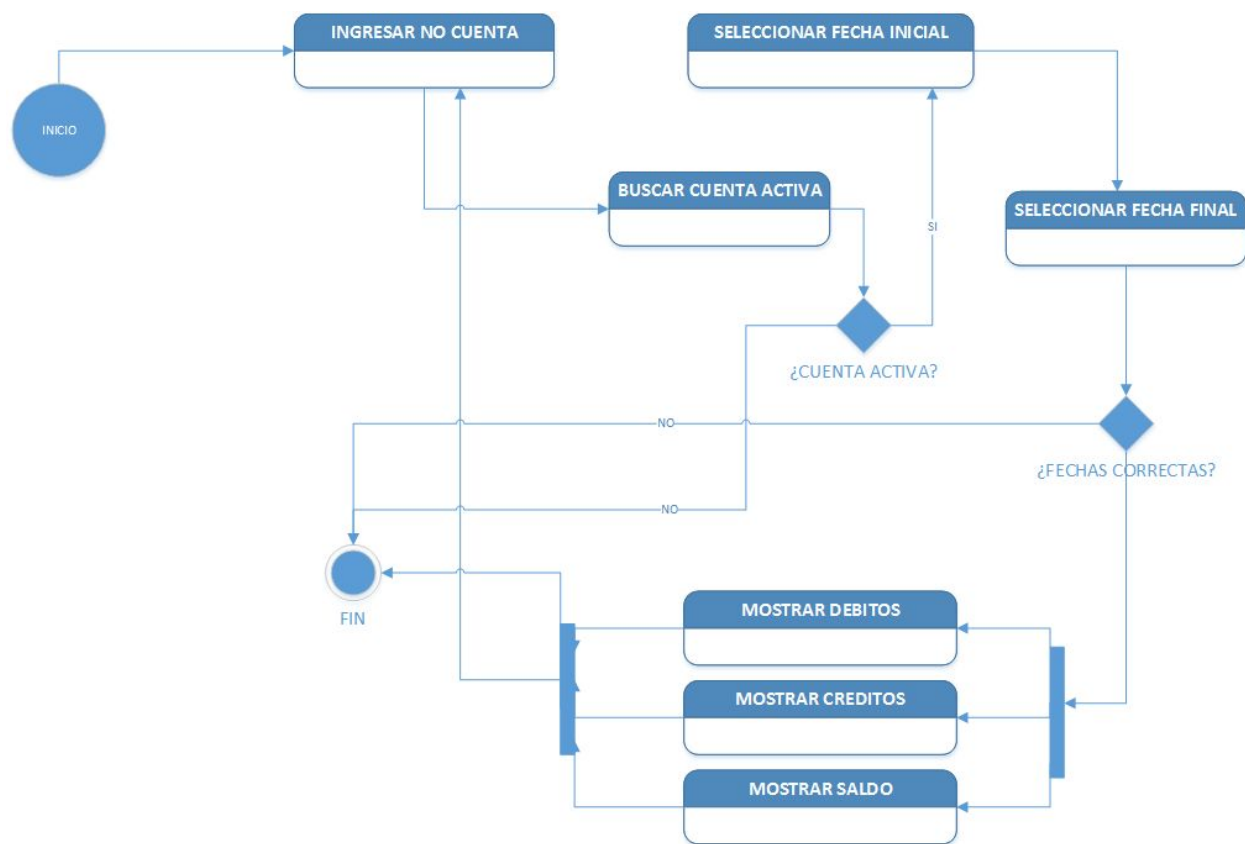 INGRESAR NO CUENTA
SELECCIONAR FECHA INICIAL
INICIO
BUSCAR CUENTA ACTIVA
SELECCIONAR FECHA FINAL
SI
¿CUENTA ACTIVA?
NO
¿FECHAS CORRECTAS?
NO
FIN
MOSTRAR DEBITOS
MOSTRAR CREDITOS
MOSTRAR SALDO